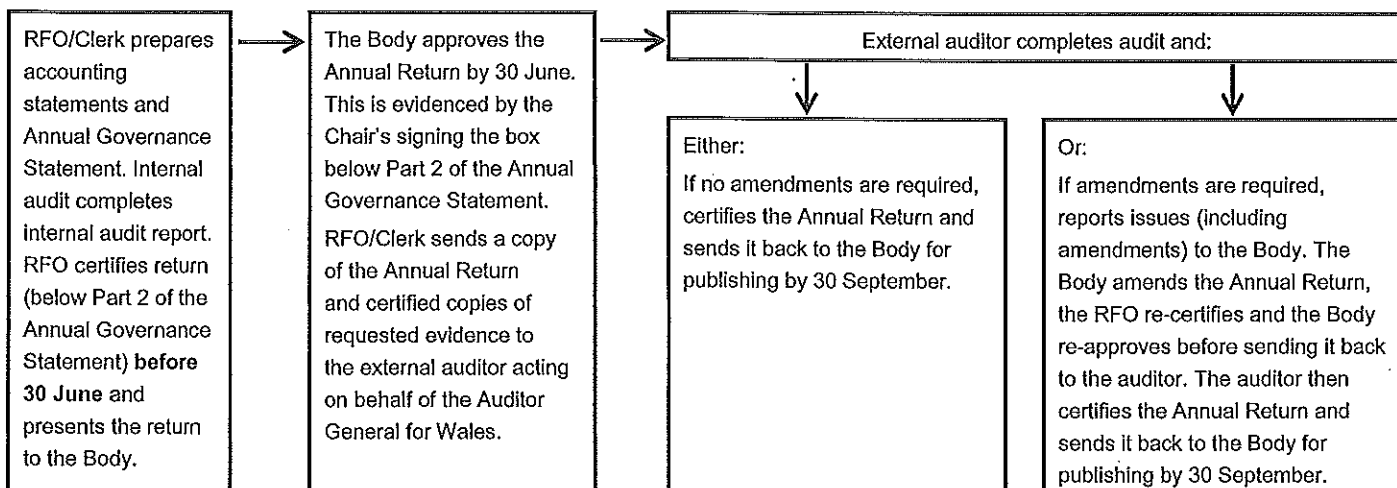 RFO/Clerk prepares
accounting
statements and
Annual Governance
Statement. Internal
audit completes
internal audit report.
RFO certifies return
(below Part 2 of the
Annual Governance
Statement) before
30 June and
presents the return
to the Body.
The Body approves the
Annual Return by 30 June.
This is evidenced by the
Chair's signing the box
below Part 2 of the Annual
Governance Statement.
RFO/Clerk sends a copy
of the Annual Return
and certified copies of
requested evidence to
the external auditor acting
on behalf of the Auditor
General for Wales.
External auditor completes audit and:
Either:
If no amendments are required,
certifies the Annual Return and
sends it back to the Body for
publishing by 30 September.
Or:
If amendments are required,
reports issues (including
amendments) to the Body. The
Body amends the Annual Return,
the RFO re-certifies and the Body
re-approves before sending it back
to the auditor. The auditor then
certifies the Annual Return and
sends it back to the Body for
publishing by 30 September.